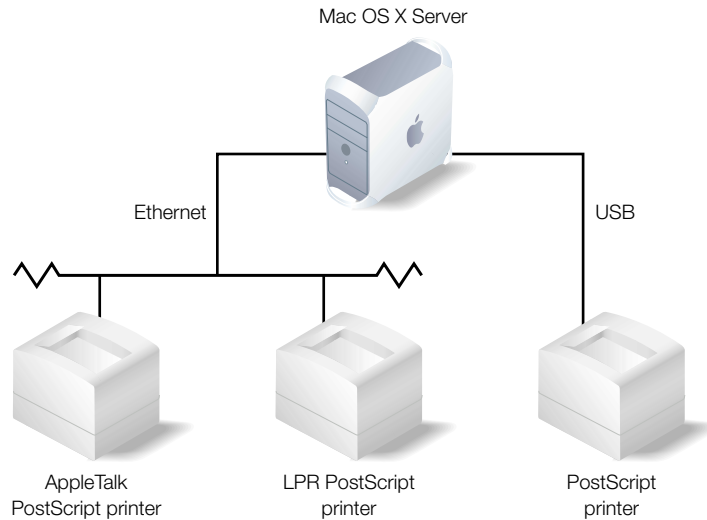 Mac OS X Server
Ethernet
USB
AppleTalk
PostScript printer
LPR PostScript
printer
PostScript
printer